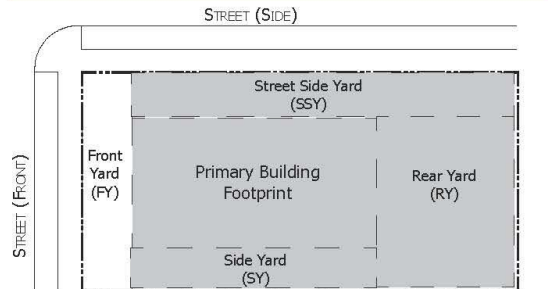 STREET (SIDE)
Street Side Yard
(SSY)
Front
Yard
(FY)
Primary Building
Footprint
Rear Yard
(RY)
Side Yard
(SY)
STREET (FRONT)